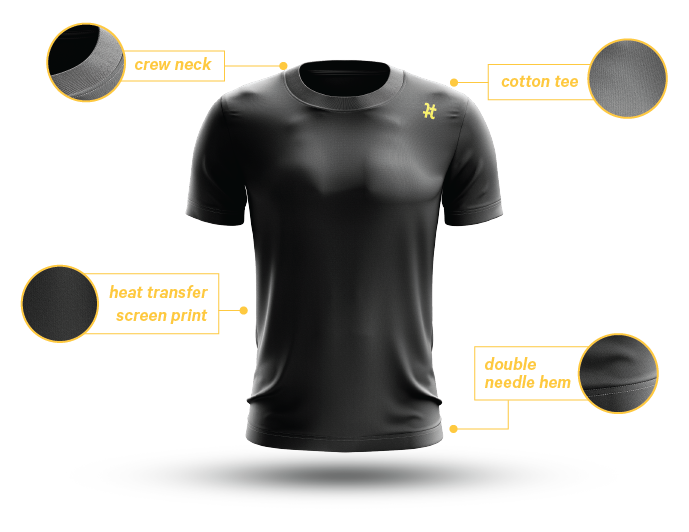 crew neck
cotton tee
heat transfer
screen print
double
needle hem